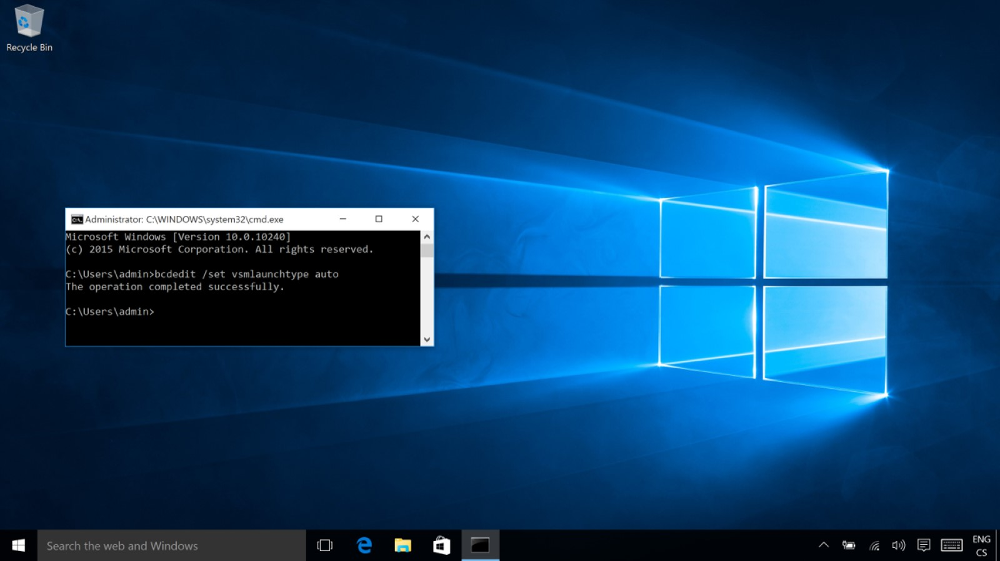 Recycle Bin
Administrator: C:\WINDOWS\system32\cmd.exe
Microsoft Windows [Version 10.0.10240]
(c) 2015 Microsoft Corporation. All rights reserved.
C:\Users\admin>bcdedit /set vsmlaunchtype auto
The operation completed successfully.
C:\Users\admin>
Search the web and Windows
ENG
CS